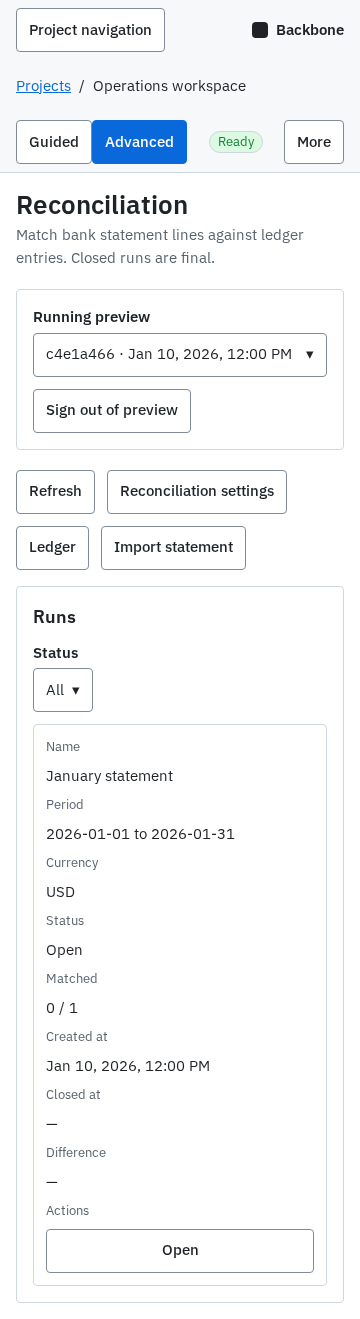 Project navigation
Backbone
Projects / Operations workspace
Guided
Advanced
Ready
More
Reconciliation
Match bank statement lines against ledger
entries. Closed runs are final.
Running preview
c4e1a466 · Jan 10, 2026, 12:00 PM ▾
Sign out of preview
Refresh
Reconciliation settings
Ledger
Import statement
Runs
Status
All ▾
Name
January statement
Period
2026-01-01 to 2026-01-31
Currency
USD
Status
Open
Matched
0 / 1
Created at
Jan 10, 2026, 12:00 PM
Closed at
—
Difference
—
Actions
Open